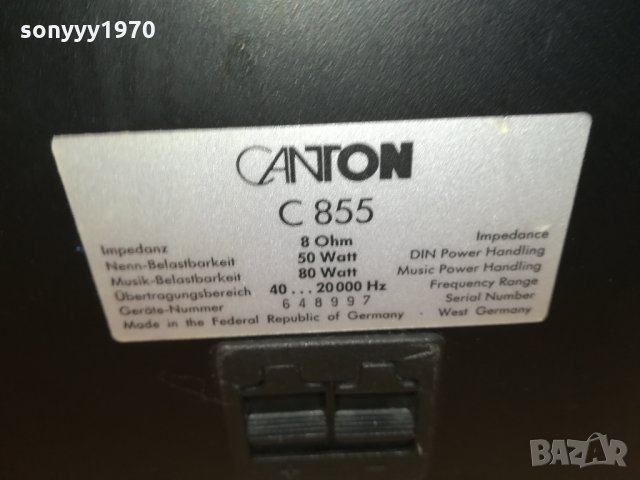 sonyyy1970
CANTON
C 855
Impedanz 8 Ohm Impedance
Nenn-Belastbarkeit 50 Watt DIN Power Handling
Musik-Belastbarkeit 80 Watt Music Power Handling
Übertragungsbereich 40...20000 Hz Frequency Range
Geräte-Nummer 648997 Serial Number
Made in the Federal Republic of Germany West Germany
+ −
BAZAR